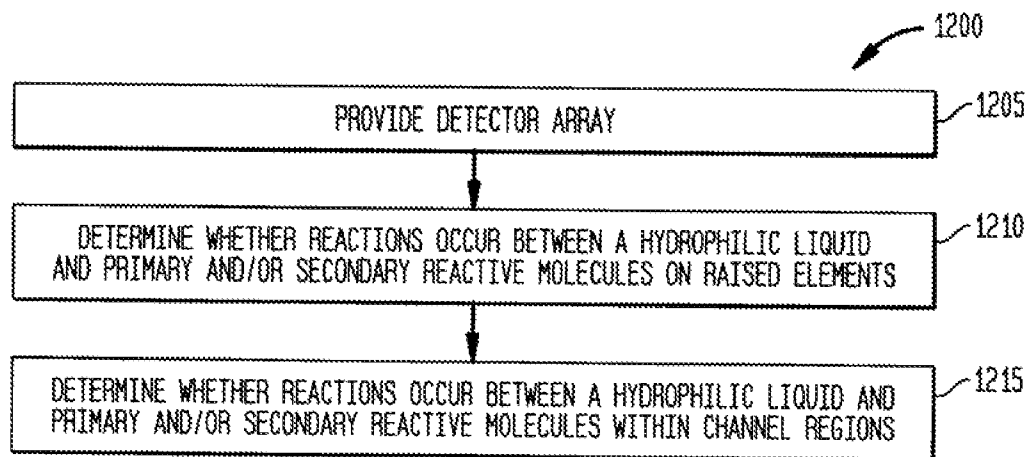 1200
PROVIDE DETECTOR ARRAY
1205
DETERMINE WHETHER REACTIONS OCCUR BETWEEN A HYDROPHILIC LIQUID
AND PRIMARY AND/OR SECONDARY REACTIVE MOLECULES ON RAISED ELEMENTS
1210
DETERMINE WHETHER REACTIONS OCCUR BETWEEN A HYDROPHILIC LIQUID AND
PRIMARY AND/OR SECONDARY REACTIVE MOLECULES WITHIN CHANNEL REGIONS
1215